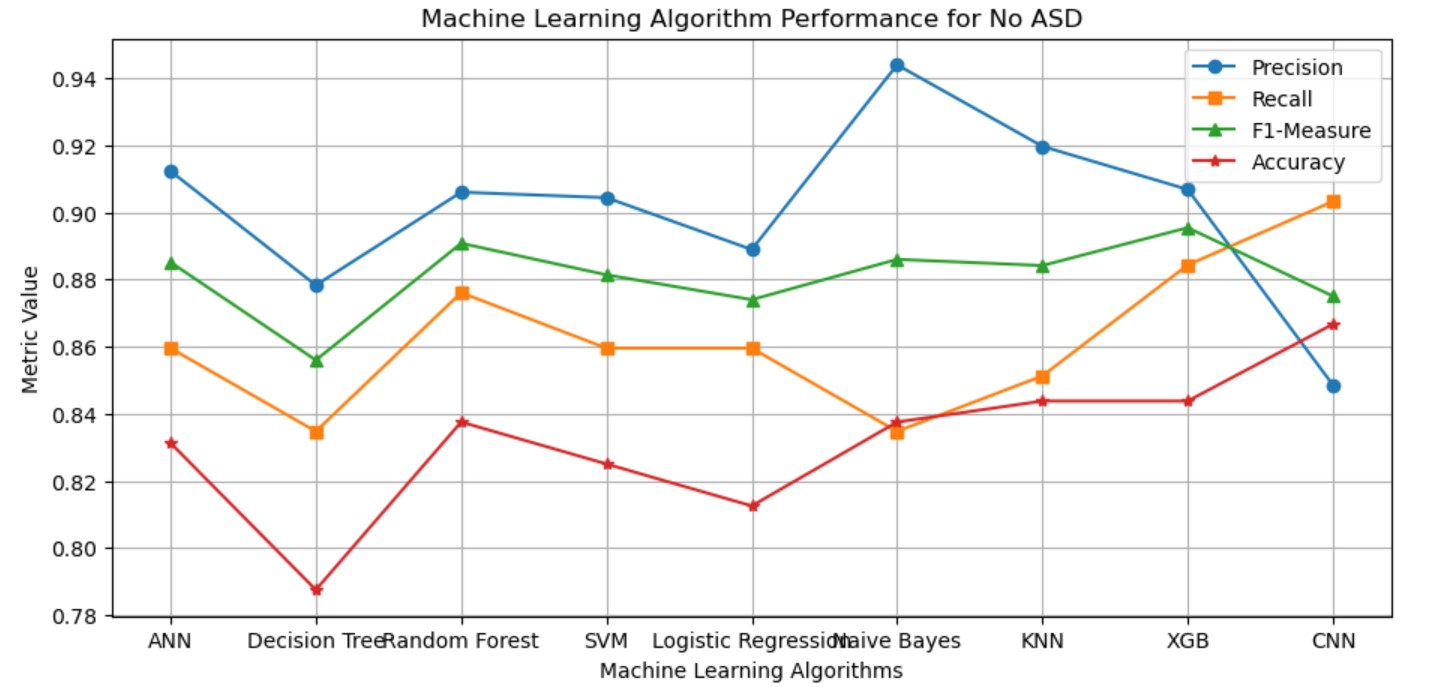 Machine Learning Algorithm Performance for No ASD
Precision
Recall
F1-Measure
Accuracy
0.94
0.92
0.90
0.88
0.86
0.84
0.82
0.80
0.78
Metric Value
ANN Decision Tree Random Forest SVM Logistic Regression Naive Bayes KNN XGB CNN
Machine Learning Algorithms